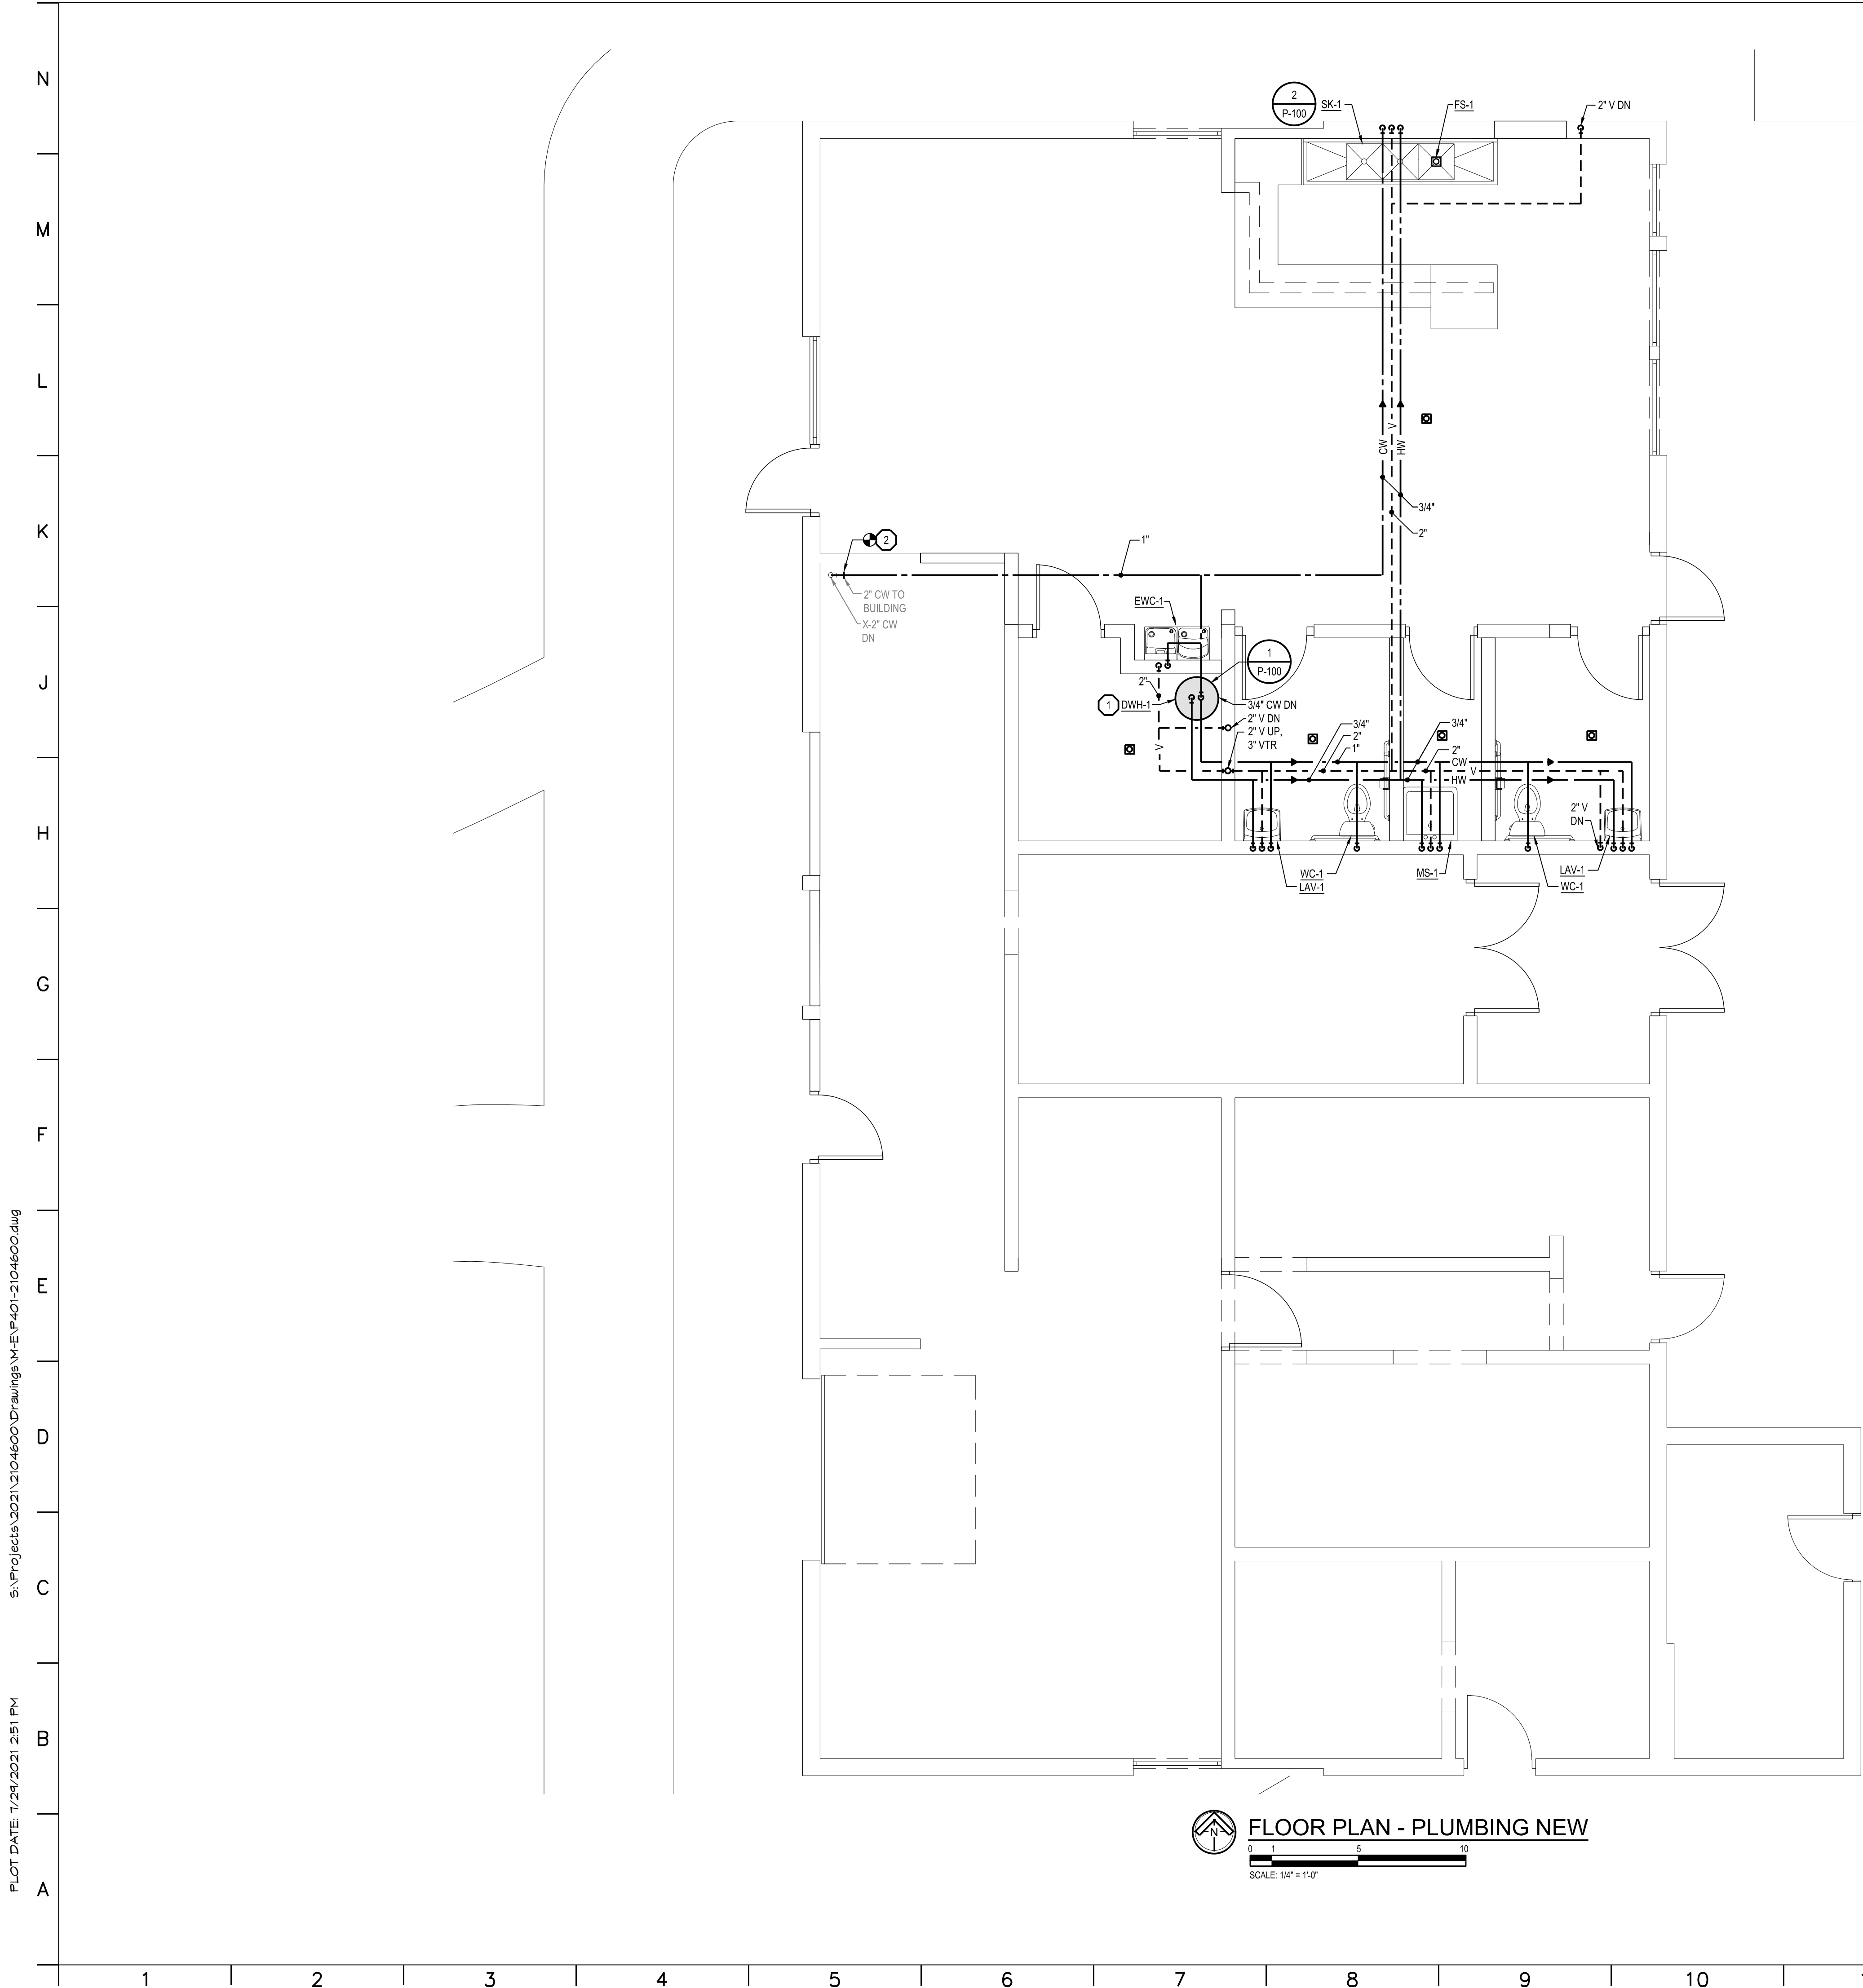 N
M
L
K
J
H
G
F
E
D
C
B
A
1
2
3
4
5
6
7
8
9
10
2
P-100
SK-1
FS-1
2" V DN
CW
V
HW
3/4"
2"
2
1"
2" CW TO
BUILDING
X-2" CW
DN
EWC-1
1
P-100
2"
1
DWH-1
3/4" CW DN
2" V DN
2" V UP,
3" VTR
V
3/4"
2"
1"
3/4"
2"
CW
V
HW
2" V
DN
WC-1
LAV-1
MS-1
LAV-1
WC-1
N
FLOOR PLAN - PLUMBING NEW
0 1 5 10
SCALE: 1/4" = 1'-0"
PLOT DATE: 7/29/2021 2:51 PM
S:\Projects\2021\2104600\Drawings\M-E\P401-2104600.dwg